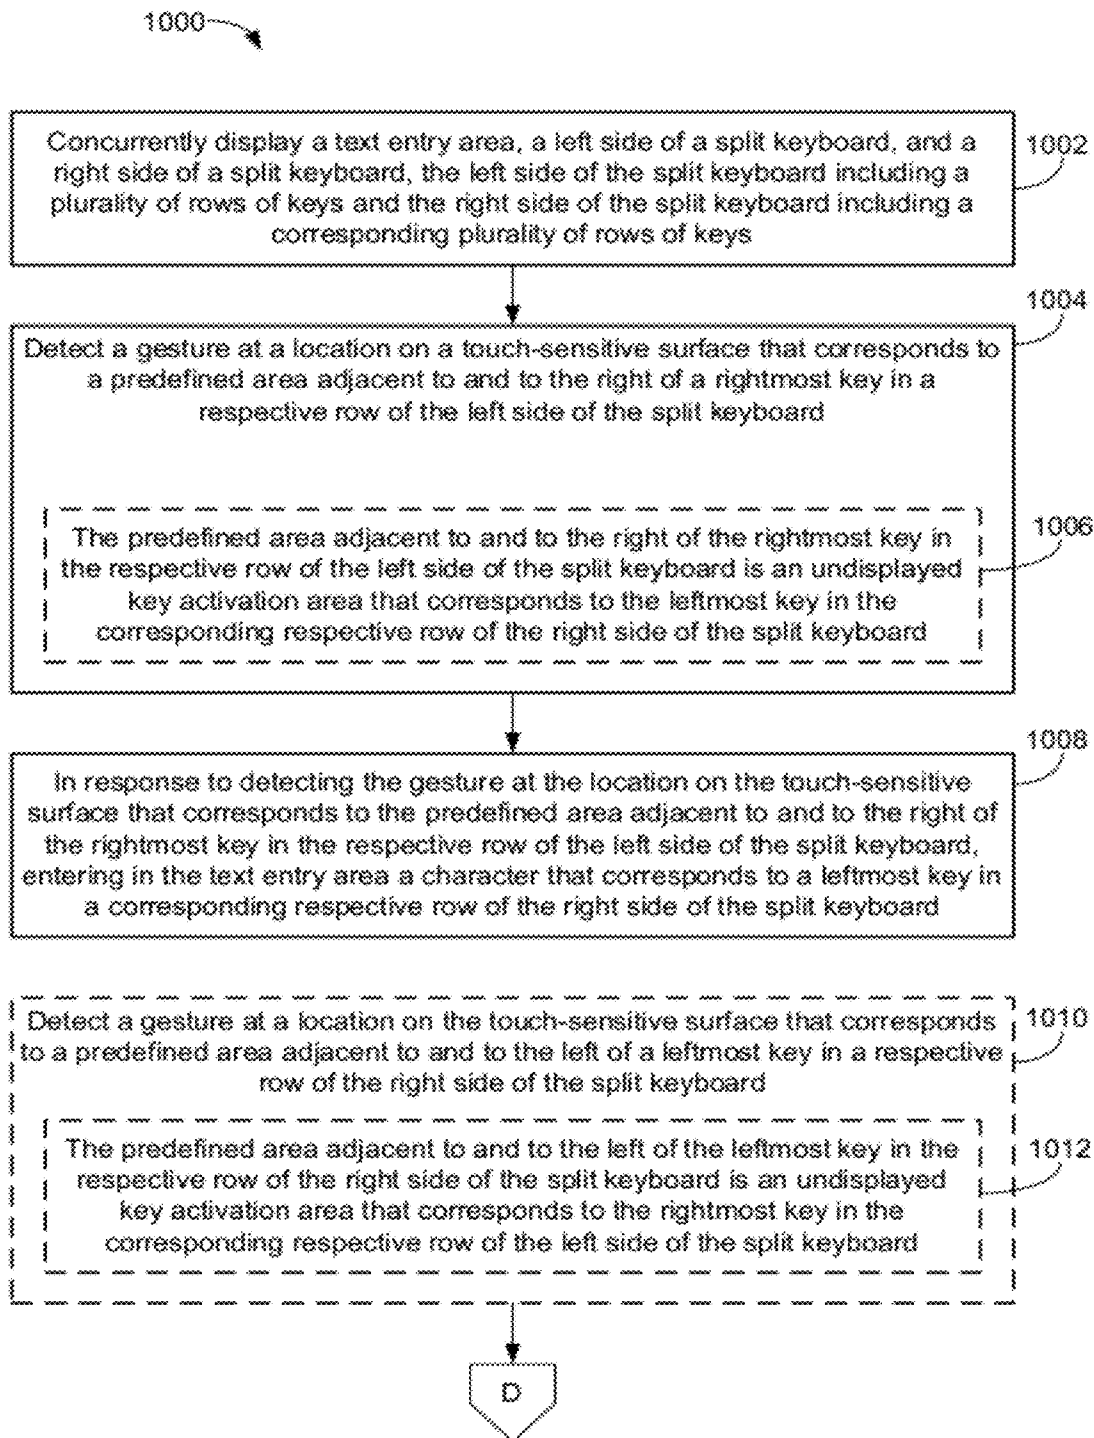 1000
Concurrently display a text entry area, a left side of a split keyboard, and a
right side of a split keyboard, the left side of the split keyboard including a
plurality of rows of keys and the right side of the split keyboard including a
corresponding plurality of rows of keys
1002
Detect a gesture at a location on a touch-sensitive surface that corresponds to
a predefined area adjacent to and to the right of a rightmost key in a
respective row of the left side of the split keyboard
1004
The predefined area adjacent to and to the right of the rightmost key in
the respective row of the left side of the split keyboard is an undisplayed
key activation area that corresponds to the leftmost key in the
corresponding respective row of the right side of the split keyboard
1006
In response to detecting the gesture at the location on the touch-sensitive
surface that corresponds to the predefined area adjacent to and to the right of
the rightmost key in the respective row of the left side of the split keyboard,
entering in the text entry area a character that corresponds to a leftmost key in
a corresponding respective row of the right side of the split keyboard
1008
Detect a gesture at a location on the touch-sensitive surface that corresponds
to a predefined area adjacent to and to the left of a leftmost key in a respective
row of the right side of the split keyboard
1010
The predefined area adjacent to and to the left of the leftmost key in the
respective row of the right side of the split keyboard is an undisplayed
key activation area that corresponds to the rightmost key in the
corresponding respective row of the left side of the split keyboard
1012
D